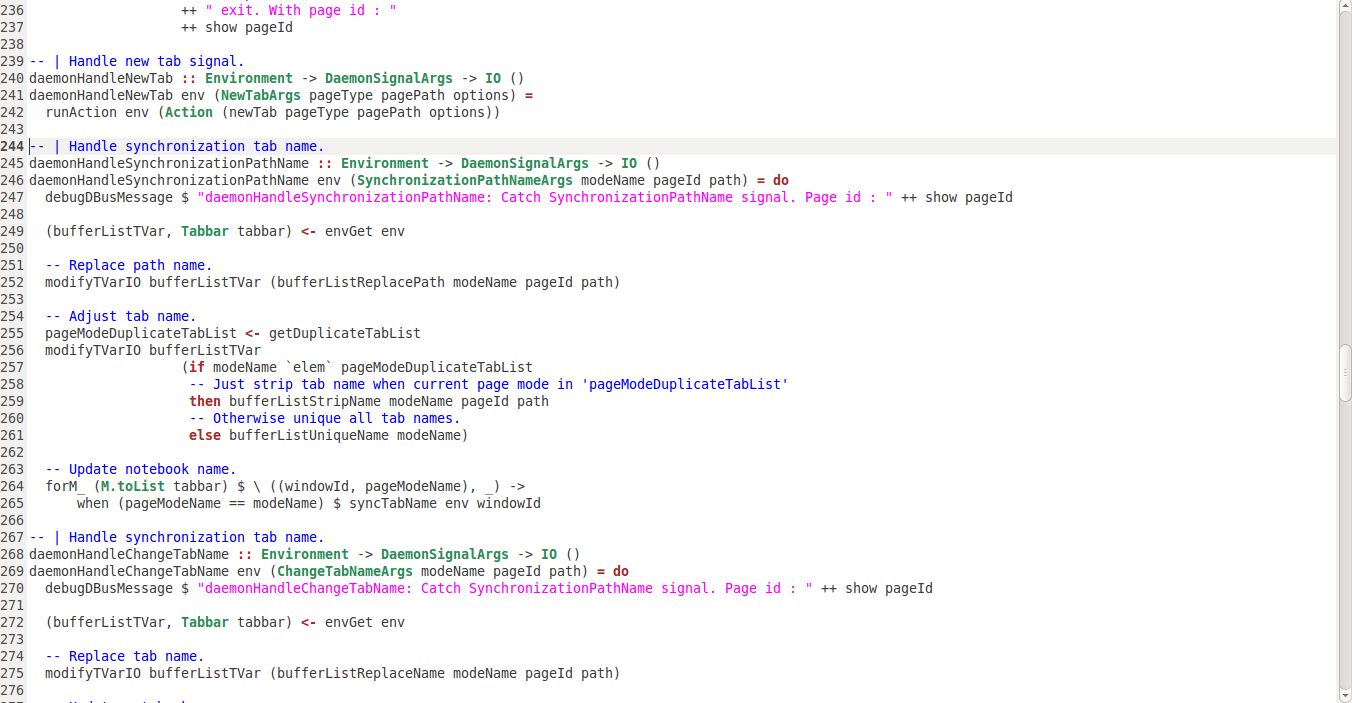 236                    ++ " exit. With page id : "
237                    ++ show pageId
238
239 -- | Handle new tab signal.
240 daemonHandleNewTab :: Environment -> DaemonSignalArgs -> IO ()
241 daemonHandleNewTab env (NewTabArgs pageType pagePath options) =
242   runAction env (Action (newTab pageType pagePath options))
243
244 -- | Handle synchronization tab name.
245 daemonHandleSynchronizationPathName :: Environment -> DaemonSignalArgs -> IO ()
246 daemonHandleSynchronizationPathName env (SynchronizationPathNameArgs modeName pageId path) = do
247   debugDBusMessage $ "daemonHandleSynchronizationPathName: Catch SynchronizationPathName signal. Page id : " ++ show pageId
248
249   (bufferListTVar, Tabbar tabbar) <- envGet env
250
251   -- Replace path name.
252   modifyTVarIO bufferListTVar (bufferListReplacePath modeName pageId path)
253
254   -- Adjust tab name.
255   pageModeDuplicateTabList <- getDuplicateTabList
256   modifyTVarIO bufferListTVar
257                    (if modeName `elem` pageModeDuplicateTabList
258                     -- Just strip tab name when current page mode in 'pageModeDuplicateTabList'
259                     then bufferListStripName modeName pageId path
260                     -- Otherwise unique all tab names.
261                     else bufferListUniqueName modeName)
262
263   -- Update notebook name.
264   forM_ (M.toList tabbar) $ \ ((windowId, pageModeName), _) ->
265       when (pageModeName == modeName) $ syncTabName env windowId
266
267 -- | Handle synchronization tab name.
268 daemonHandleChangeTabName :: Environment -> DaemonSignalArgs -> IO ()
269 daemonHandleChangeTabName env (ChangeTabNameArgs modeName pageId path) = do
270   debugDBusMessage $ "daemonHandleChangeTabName: Catch SynchronizationPathName signal. Page id : " ++ show pageId
271
272   (bufferListTVar, Tabbar tabbar) <- envGet env
273
274   -- Replace tab name.
275   modifyTVarIO bufferListTVar (bufferListReplaceName modeName pageId path)
276